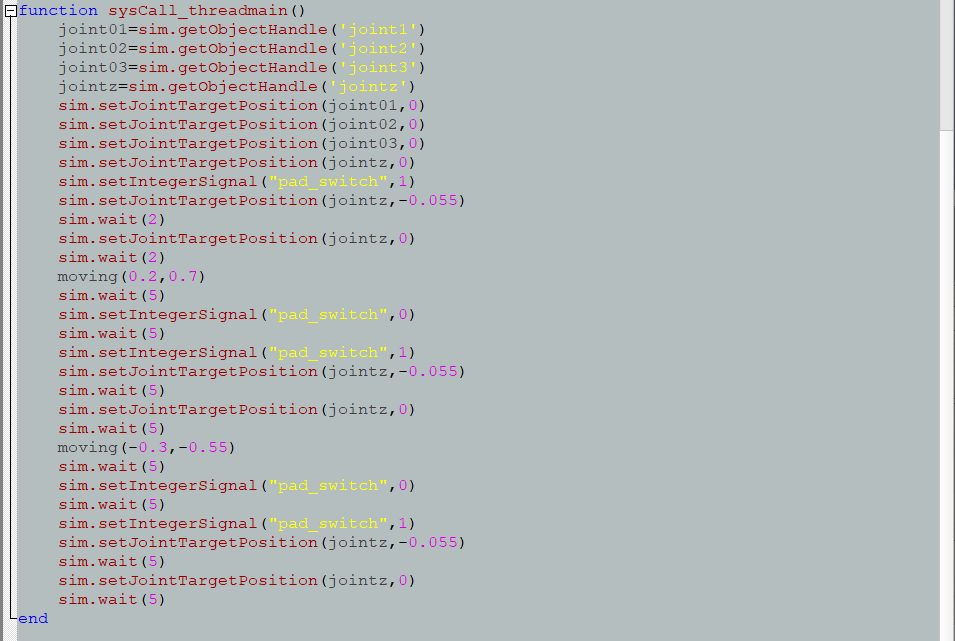 function sysCall_threadmain()
    joint01=sim.getObjectHandle('joint1')
    joint02=sim.getObjectHandle('joint2')
    joint03=sim.getObjectHandle('joint3')
    jointz=sim.getObjectHandle('jointz')
    sim.setJointTargetPosition(joint01,0)
    sim.setJointTargetPosition(joint02,0)
    sim.setJointTargetPosition(joint03,0)
    sim.setJointTargetPosition(jointz,0)
    sim.setIntegerSignal("pad_switch",1)
    sim.setJointTargetPosition(jointz,-0.055)
    sim.wait(2)
    sim.setJointTargetPosition(jointz,0)
    sim.wait(2)
    moving(0.2,0.7)
    sim.wait(5)
    sim.setIntegerSignal("pad_switch",0)
    sim.wait(5)
    sim.setIntegerSignal("pad_switch",1)
    sim.setJointTargetPosition(jointz,-0.055)
    sim.wait(5)
    sim.setJointTargetPosition(jointz,0)
    sim.wait(5)
    moving(-0.3,-0.55)
    sim.wait(5)
    sim.setIntegerSignal("pad_switch",0)
    sim.wait(5)
    sim.setIntegerSignal("pad_switch",1)
    sim.setJointTargetPosition(jointz,-0.055)
    sim.wait(5)
    sim.setJointTargetPosition(jointz,0)
    sim.wait(5)
end